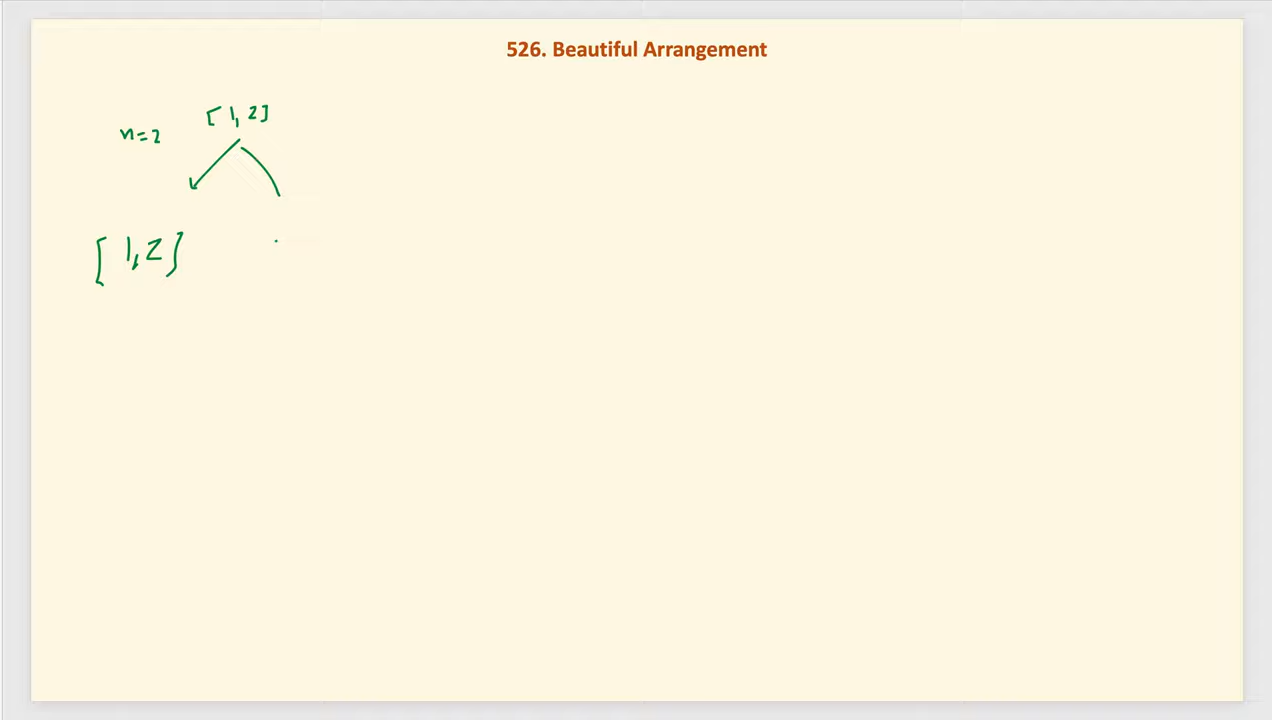 526. Beautiful Arrangement
[1,2]
n=2
[1,2]